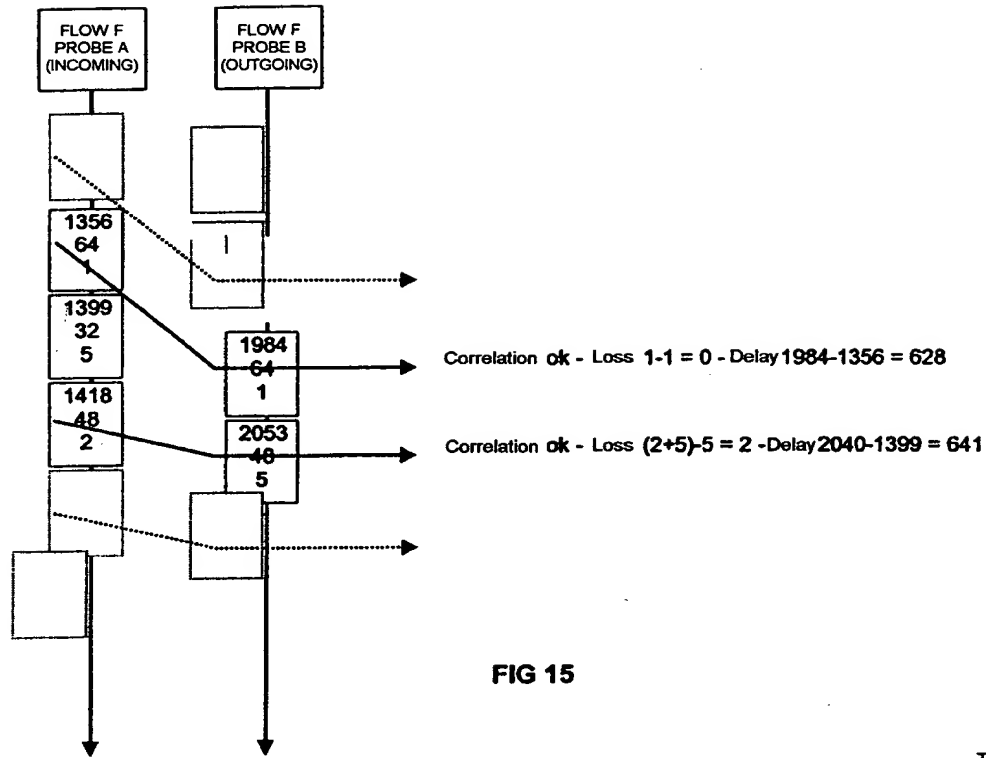 FLOW F
PROBE A
(INCOMING)
FLOW F
PROBE B
(OUTGOING)
1356
64
1
1399
32
5
1418
48
2
1984
64
1
2053
48
5
Correlation ok - Loss 1-1 = 0 - Delay 1984-1356 = 628
Correlation ok - Loss (2+5)-5 = 2 -Delay 2040-1399 = 641
FIG 15